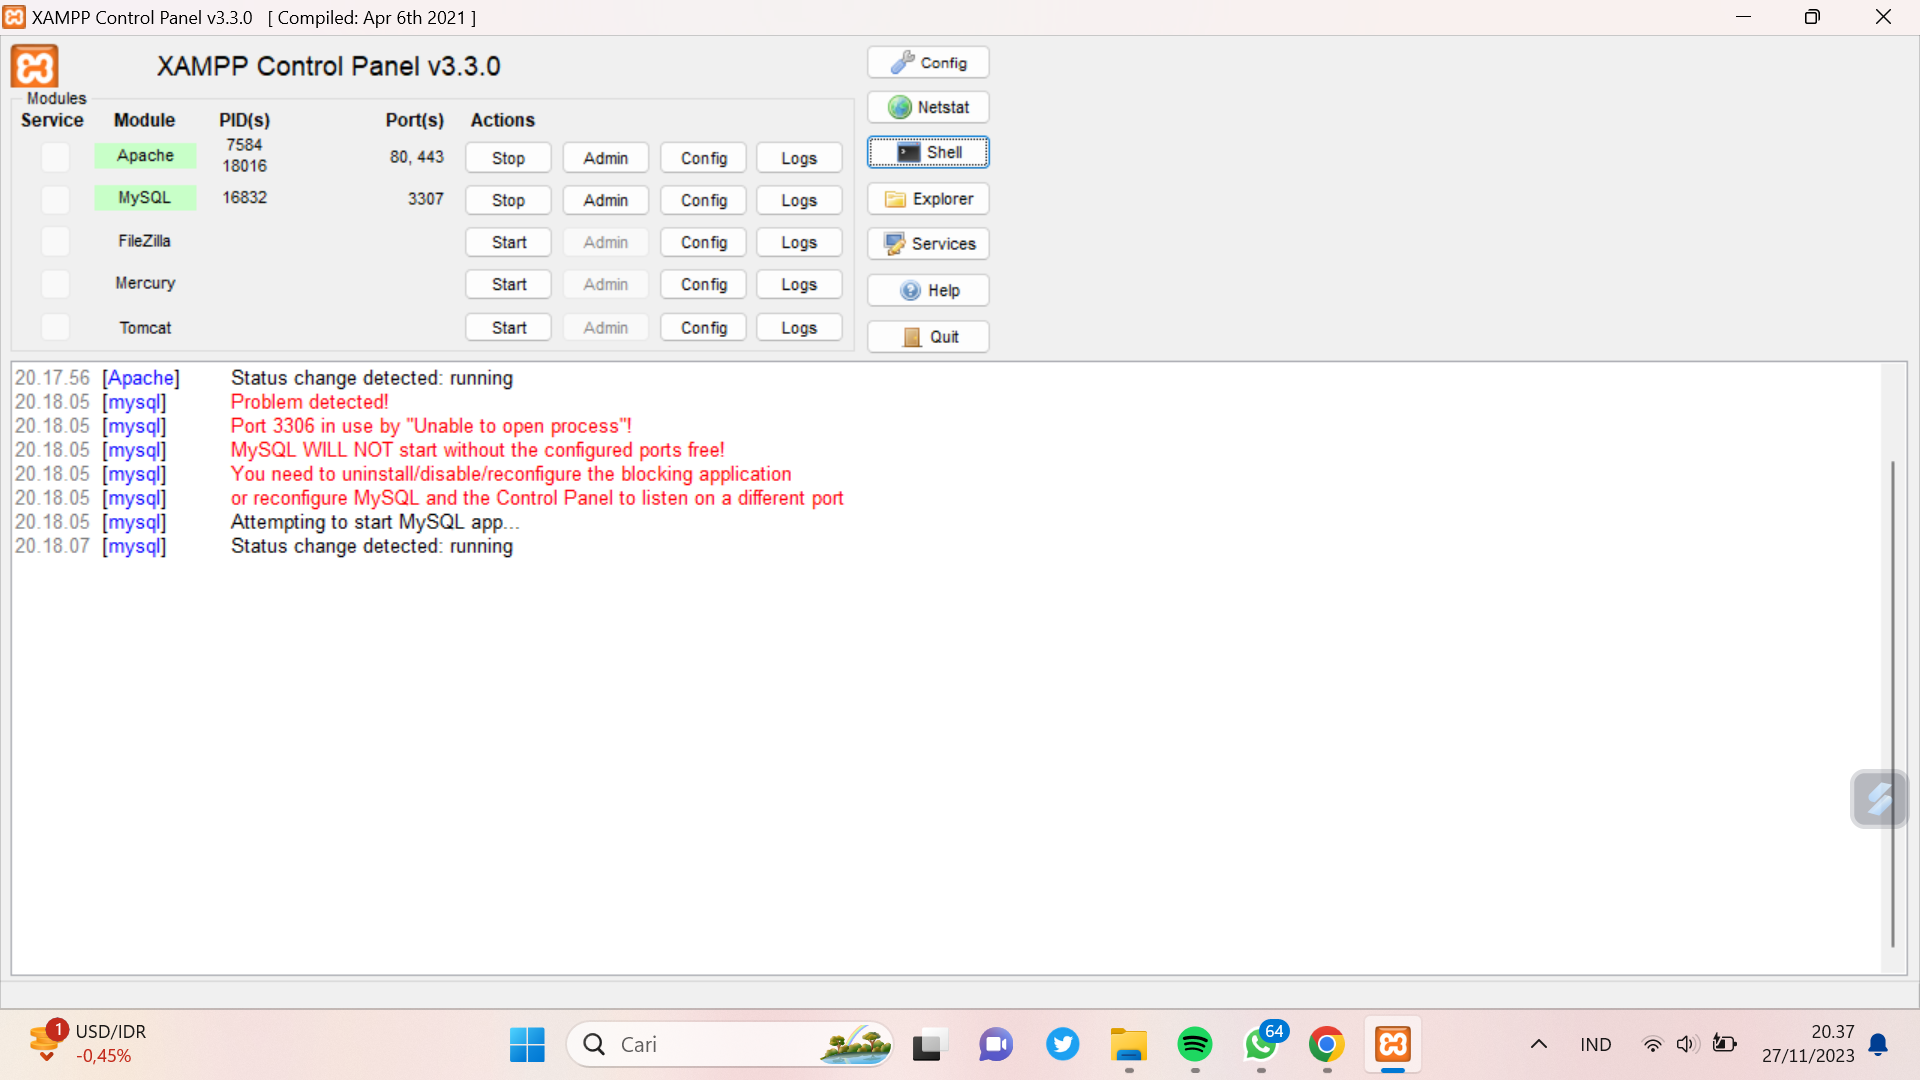 XAMPP Control Panel v3.3.0 [ Compiled: Apr 6th 2021 ]
XAMPP Control Panel v3.3.0
Config
Modules
Service Module PID(s) Port(s) Actions
Netstat
Apache 7584 18016 80, 443 Stop Admin Config Logs
Shell
MySQL 16832 3307 Stop Admin Config Logs
Explorer
FileZilla Start Admin Config Logs
Services
Mercury Start Admin Config Logs
Help
Tomcat Start Admin Config Logs
Quit
20.17.56 [Apache] Status change detected: running
20.18.05 [mysql] Problem detected!
20.18.05 [mysql] Port 3306 in use by "Unable to open process"!
20.18.05 [mysql] MySQL WILL NOT start without the configured ports free!
20.18.05 [mysql] You need to uninstall/disable/reconfigure the blocking application
20.18.05 [mysql] or reconfigure MySQL and the Control Panel to listen on a different port
20.18.05 [mysql] Attempting to start MySQL app...
20.18.07 [mysql] Status change detected: running
1
USD/IDR
-0,45%
Cari
64
IND
20.37
27/11/2023